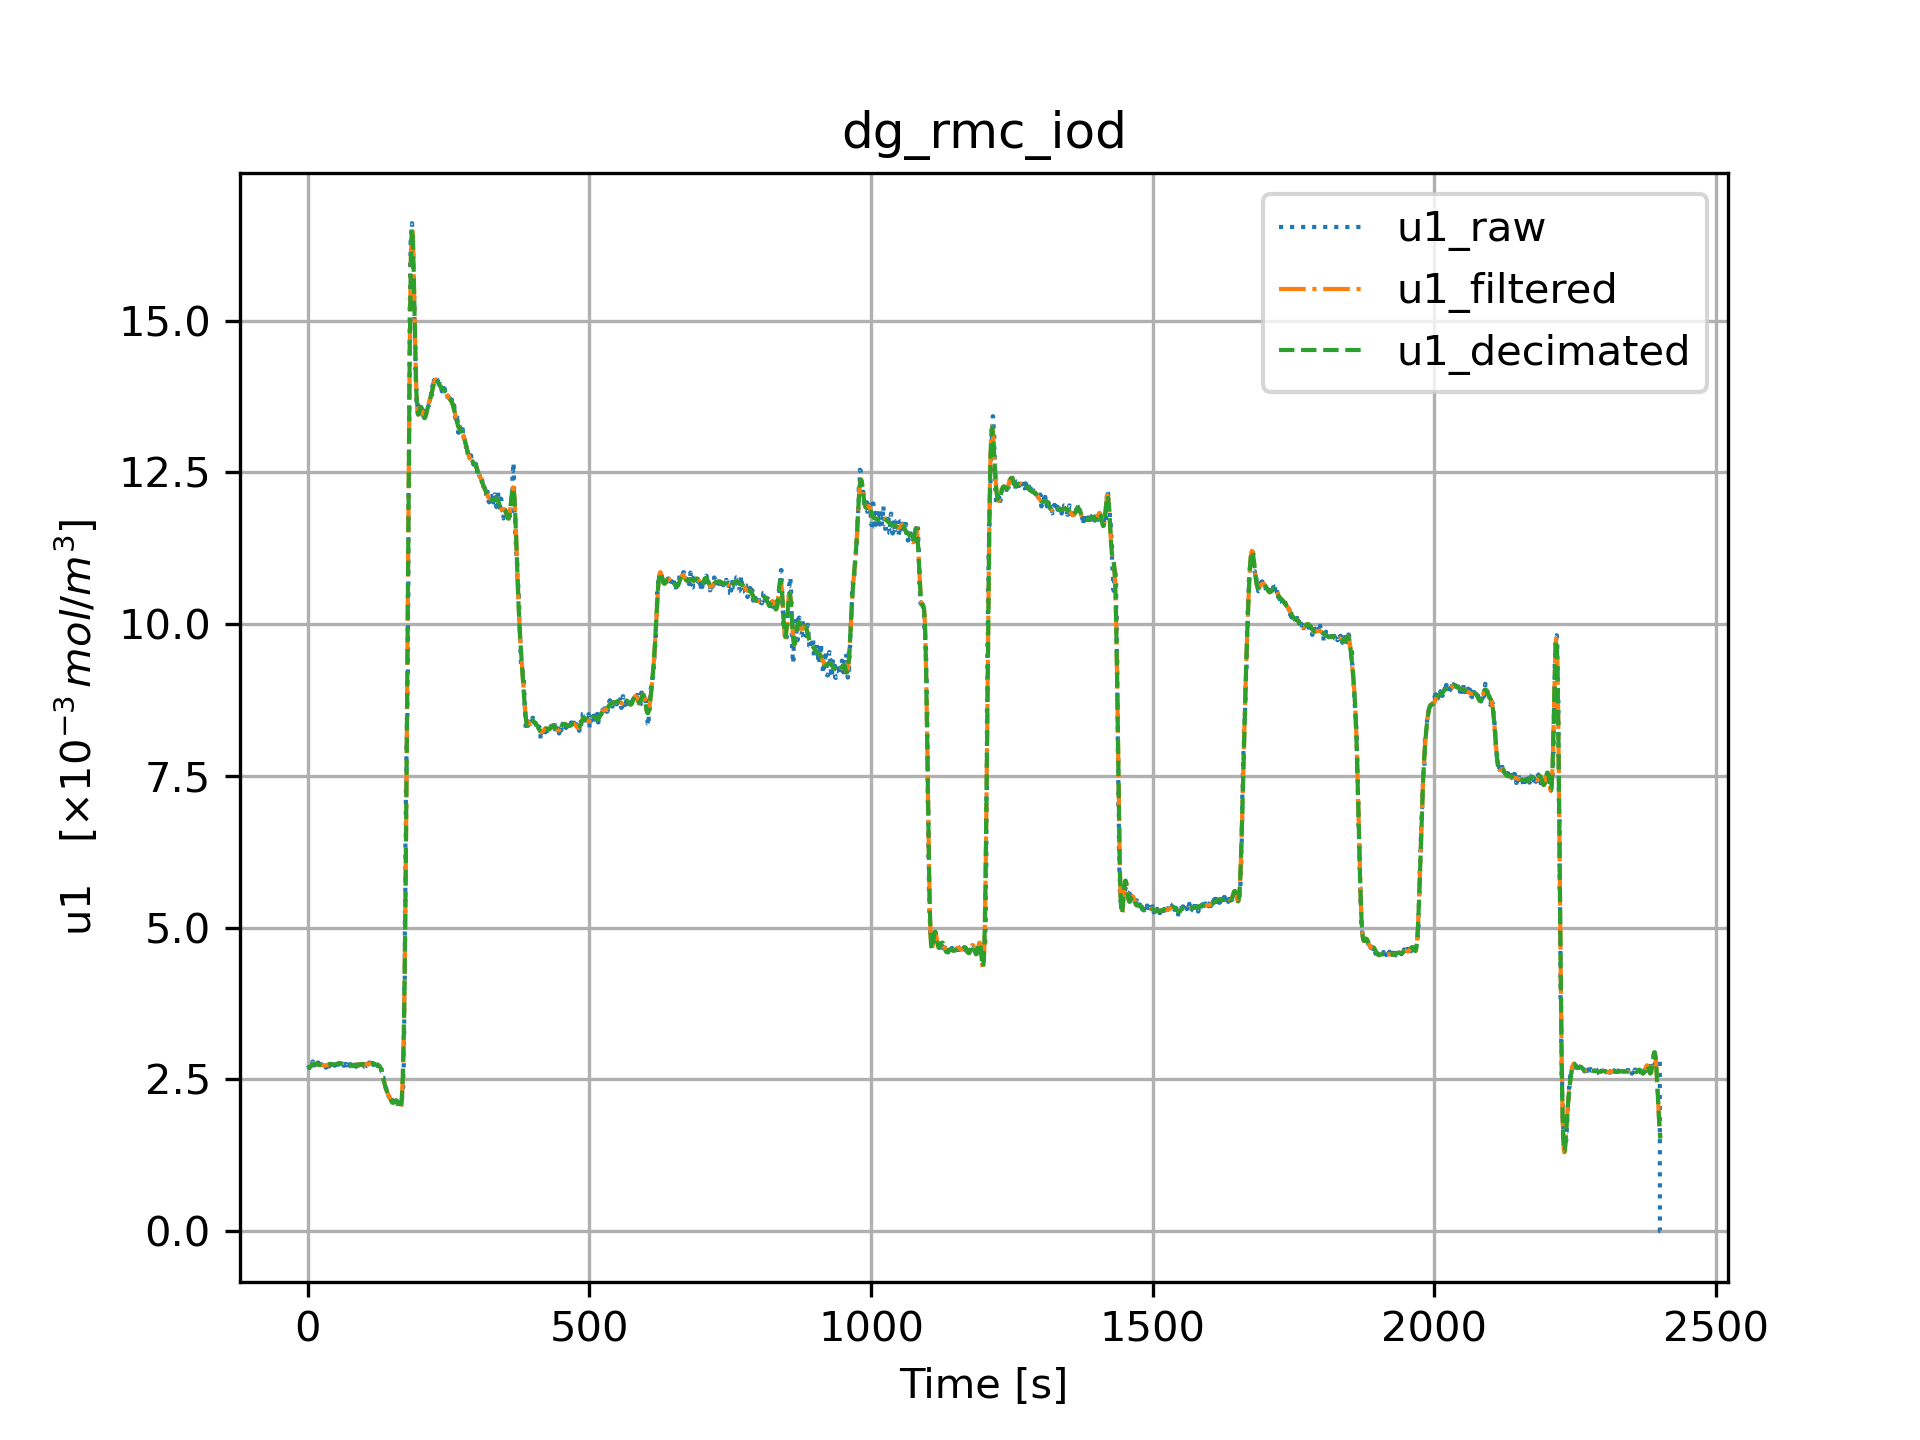 dg_rmc_iod
u1_raw
u1_filtered
u1_decimated
15.0
12.5
10.0
7.5
5.0
2.5
0.0
u1 [×10⁻³ mol/m³]
0 500 1000 1500 2000 2500
Time [s]